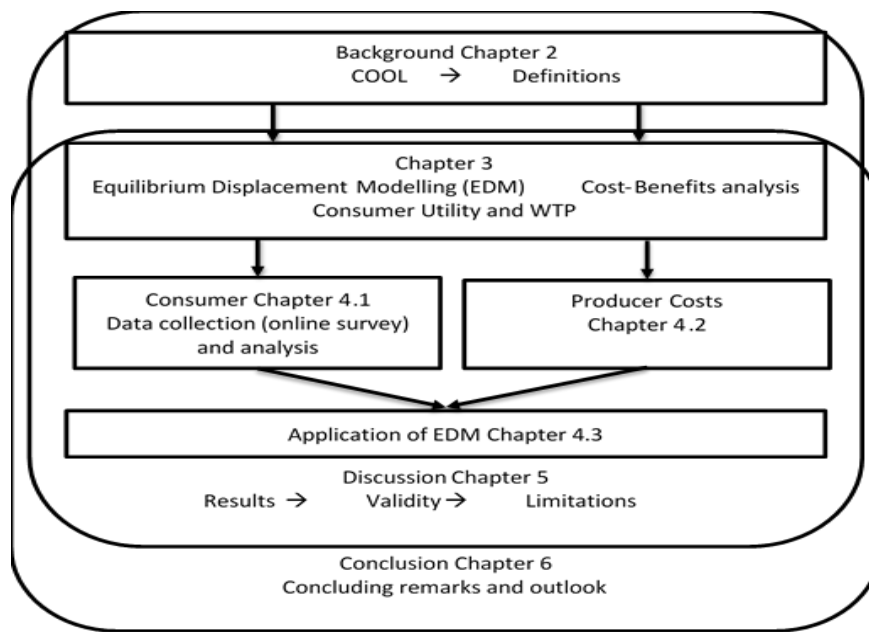 Background Chapter 2
COOL → Definitions
Chapter 3
Equilibrium Displacement Modelling (EDM) Cost-Benefits analysis
Consumer Utility and WTP
Consumer Chapter 4.1
Data collection (online survey)
and analysis
Producer Costs
Chapter 4.2
Application of EDM Chapter 4.3
Discussion Chapter 5
Results → Validity → Limitations
Conclusion Chapter 6
Concluding remarks and outlook